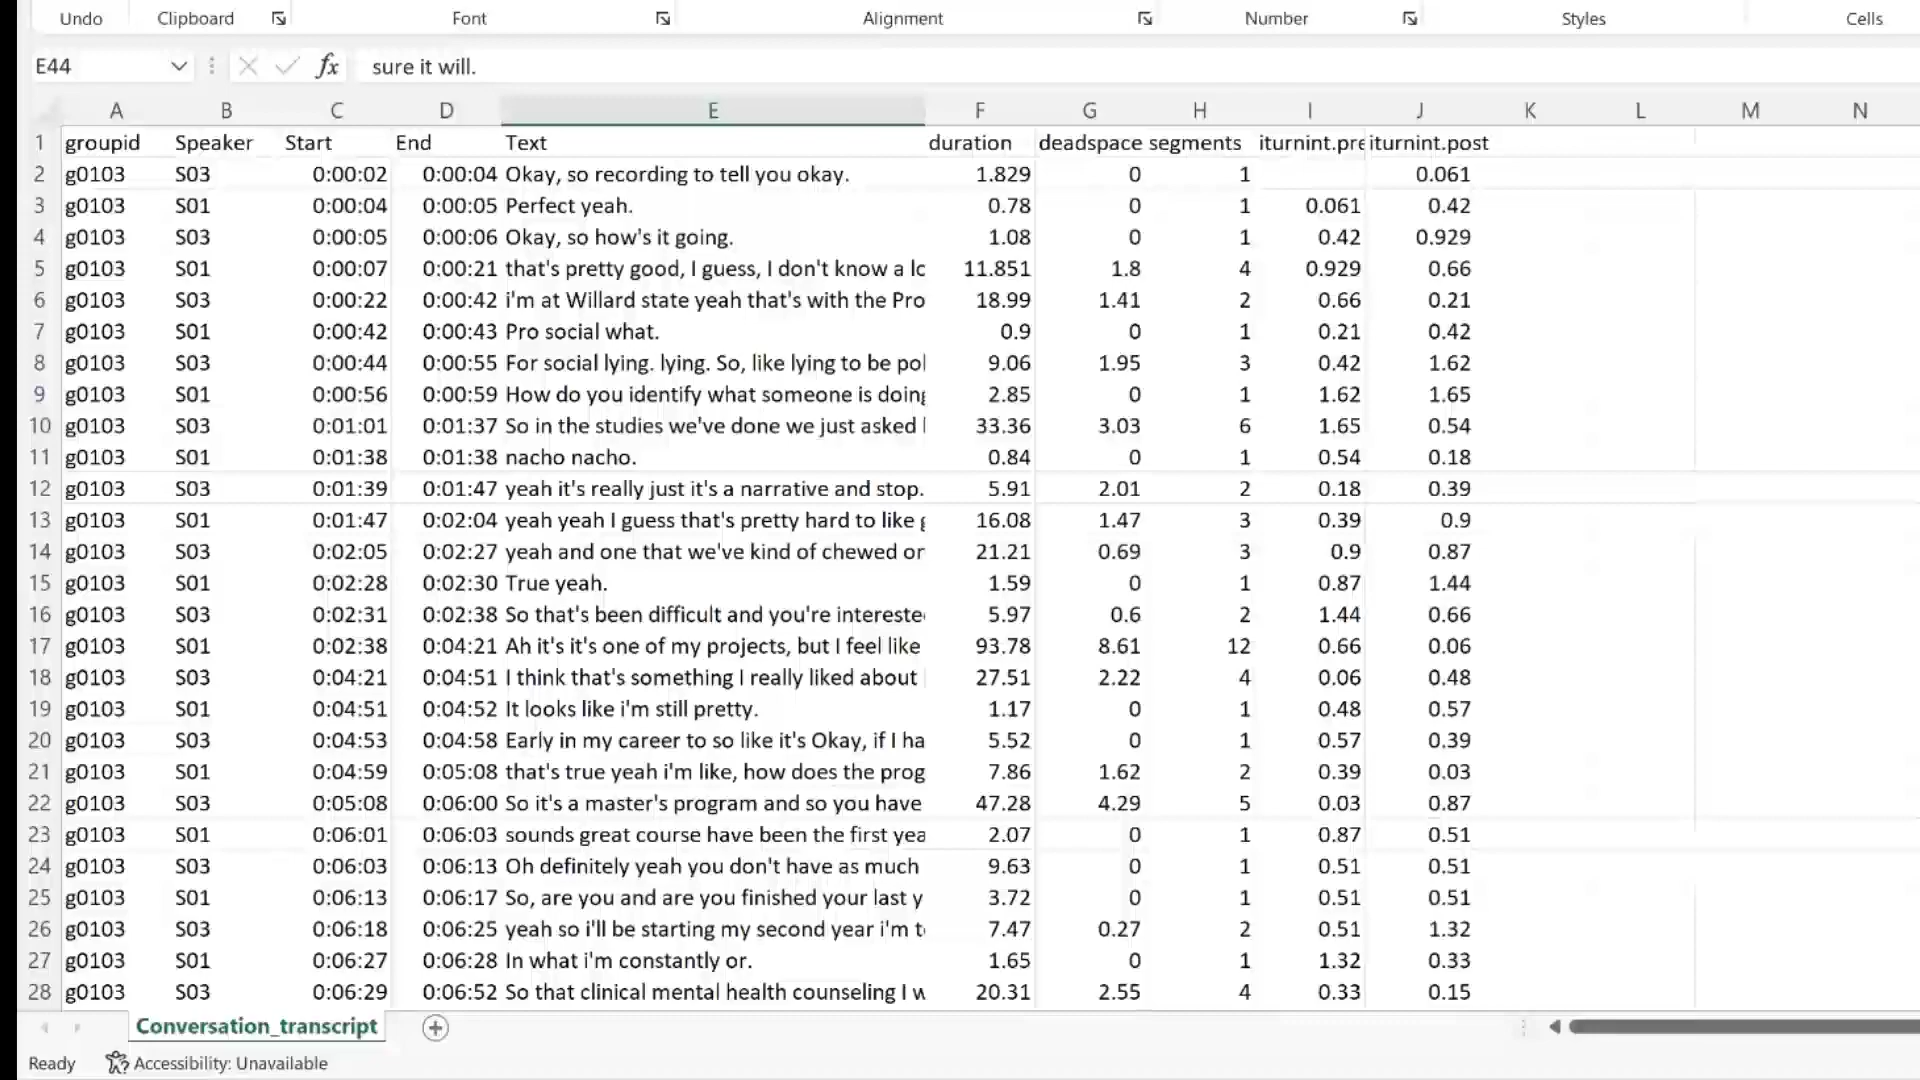 Undo Clipboard Font Alignment Number Styles Cells
E44 fx sure it will.
A B C D E F G H I J K L M N
1 groupid Speaker Start End Text duration deadspace segments iturnint.pre iturnint.post
2 g0103 S03 0:00:02 0:00:04 Okay, so recording to tell you okay. 1.829 0 1 0.061
3 g0103 S01 0:00:04 0:00:05 Perfect yeah. 0.78 0 1 0.061 0.42
4 g0103 S03 0:00:05 0:00:06 Okay, so how's it going. 1.08 0 1 0.42 0.929
5 g0103 S01 0:00:07 0:00:21 that's pretty good, I guess, I don't know a lo 11.851 1.8 4 0.929 0.66
6 g0103 S03 0:00:22 0:00:42 i'm at Willard state yeah that's with the Pro 18.99 1.41 2 0.66 0.21
7 g0103 S01 0:00:42 0:00:43 Pro social what. 0.9 0 1 0.21 0.42
8 g0103 S03 0:00:44 0:00:55 For social lying. lying. So, like lying to be pol 9.06 1.95 3 0.42 1.62
9 g0103 S01 0:00:56 0:00:59 How do you identify what someone is doing 2.85 0 1 1.62 1.65
10 g0103 S03 0:01:01 0:01:37 So in the studies we've done we just asked 33.36 3.03 6 1.65 0.54
11 g0103 S01 0:01:38 0:01:38 nacho nacho. 0.84 0 1 0.54 0.18
12 g0103 S03 0:01:39 0:01:47 yeah it's really just it's a narrative and stop. 5.91 2.01 2 0.18 0.39
13 g0103 S01 0:01:47 0:02:04 yeah yeah I guess that's pretty hard to like g 16.08 1.47 3 0.39 0.9
14 g0103 S03 0:02:05 0:02:27 yeah and one that we've kind of chewed or 21.21 0.69 3 0.9 0.87
15 g0103 S01 0:02:28 0:02:30 True yeah. 1.59 0 1 0.87 1.44
16 g0103 S03 0:02:31 0:02:38 So that's been difficult and you're intereste 5.97 0.6 2 1.44 0.66
17 g0103 S01 0:02:38 0:04:21 Ah it's it's one of my projects, but I feel like 93.78 8.61 12 0.66 0.06
18 g0103 S03 0:04:21 0:04:51 I think that's something I really liked about 27.51 2.22 4 0.06 0.48
19 g0103 S01 0:04:51 0:04:52 It looks like i'm still pretty. 1.17 0 1 0.48 0.57
20 g0103 S03 0:04:53 0:04:58 Early in my career to so like it's Okay, if I ha 5.52 0 1 0.57 0.39
21 g0103 S01 0:04:59 0:05:08 that's true yeah i'm like, how does the prog 7.86 1.62 2 0.39 0.03
22 g0103 S03 0:05:08 0:06:00 So it's a master's program and so you have 47.28 4.29 5 0.03 0.87
23 g0103 S01 0:06:01 0:06:03 sounds great course have been the first yea 2.07 0 1 0.87 0.51
24 g0103 S03 0:06:03 0:06:13 Oh definitely yeah you don't have as much 9.63 0 1 0.51 0.51
25 g0103 S01 0:06:13 0:06:17 So, are you and are you finished your last y 3.72 0 1 0.51 0.51
26 g0103 S03 0:06:18 0:06:25 yeah so i'll be starting my second year i'm t 7.47 0.27 2 0.51 1.32
27 g0103 S01 0:06:27 0:06:28 In what i'm constantly or. 1.65 0 1 1.32 0.33
28 g0103 S03 0:06:29 0:06:52 So that clinical mental health counseling I w 20.31 2.55 4 0.33 0.15
Conversation_transcript
Ready Accessibility: Unavailable